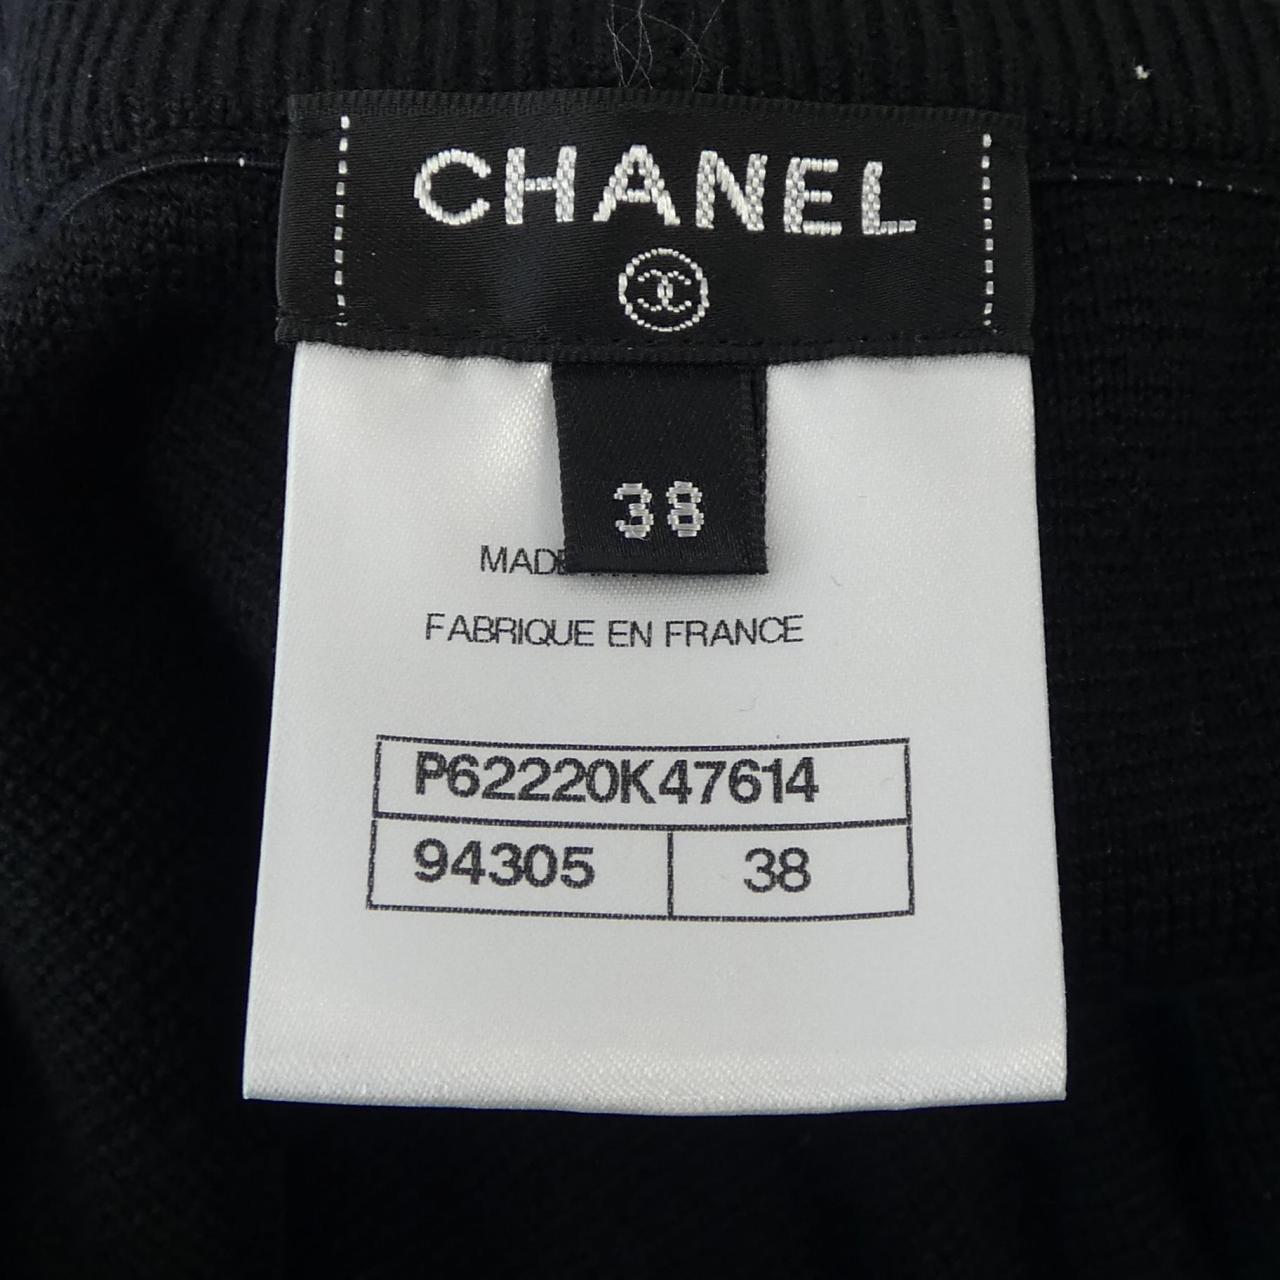 CHANEL
38
MADE
FABRIQUE EN FRANCE
P62220K47614
94305 38